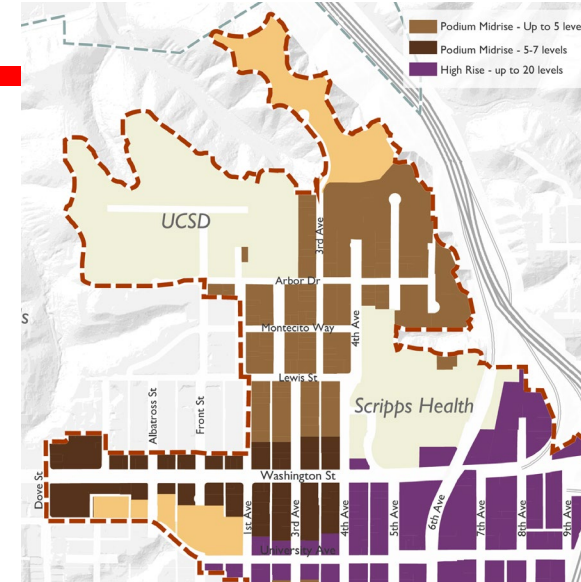 Podium Midrise - Up to 5 leve
Podium Midrise - 5-7 levels
High Rise - up to 20 levels
UCSD
3rd Ave
Arbor Dr
4th Ave
Montecito Way
s
Lewis St
Albatross St
Front St
Scripps Health
Washington St
Dove St
1st Ave
3rd Ave
4th Ave
5th Ave
6th Ave
7th Ave
8th Ave
9th Ave
University Ave